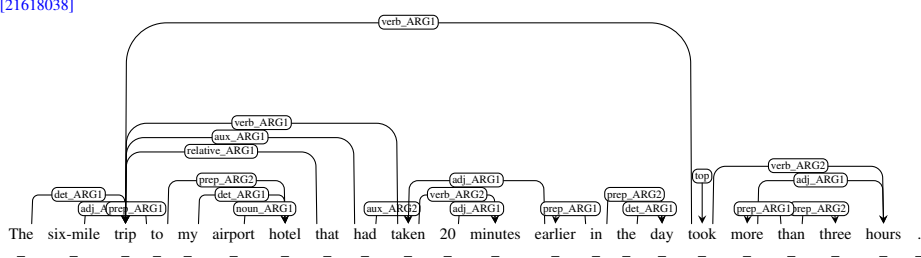 [21618038]
verb_ARG1
verb_ARG1
aux_ARG1
relative_ARG1
verb_ARG2
top
prep_ARG2 adj_ARG1 adj_ARG1
det_ARG1 det_ARG1 verb_ARG2 prep_ARG2
prep_ARG1 noun_ARG1 aux_ARG2 adj_ARG1 prep_ARG1 det_ARG1 prep_ARG1 prep_ARG2
The six-mile trip to my airport hotel that had taken 20 minutes earlier in the day took more than three hours .
_ _ _ _ _ _ _ _ _ _ _ _ _ _ _ _ _ _ _ _ _ _